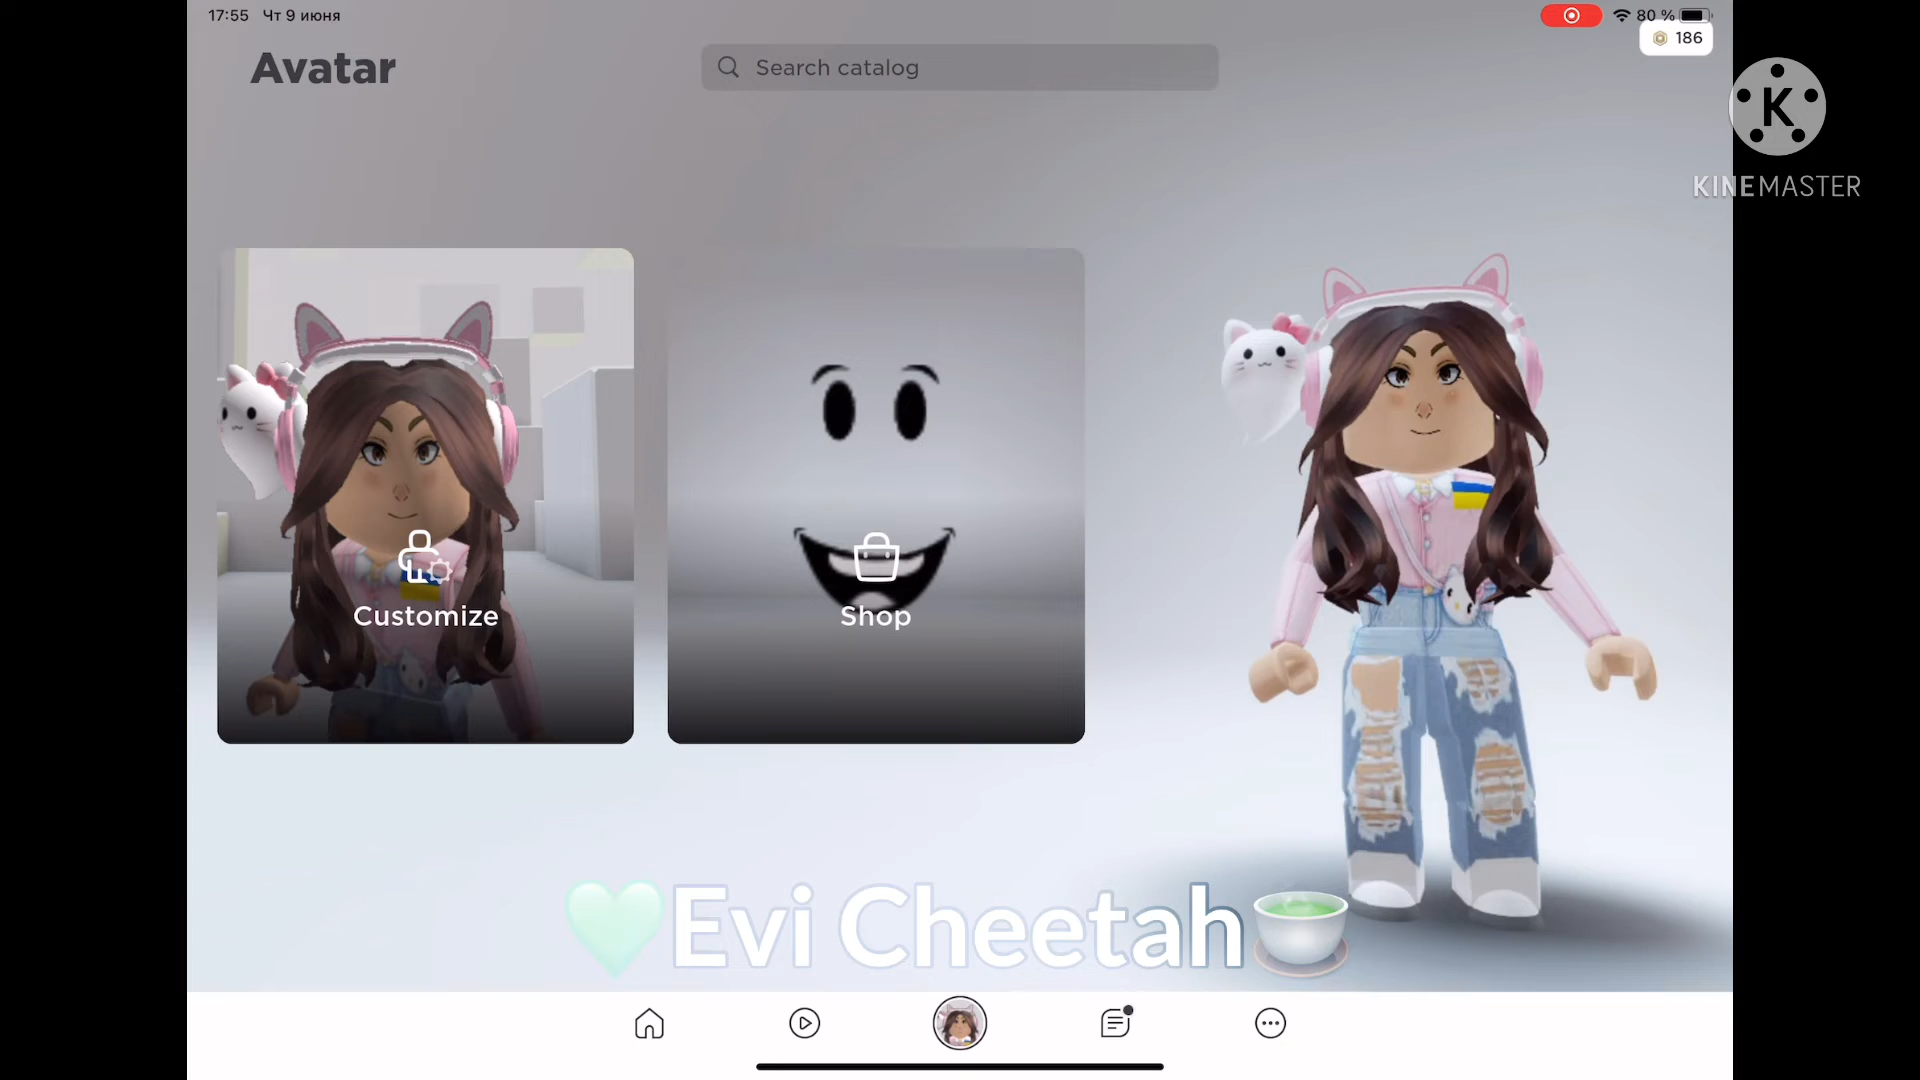 17:55 Чт 9 июня
80 %
186
Avatar
Search catalog
K
KINEMASTER
Customize
Shop
Evi Cheetah